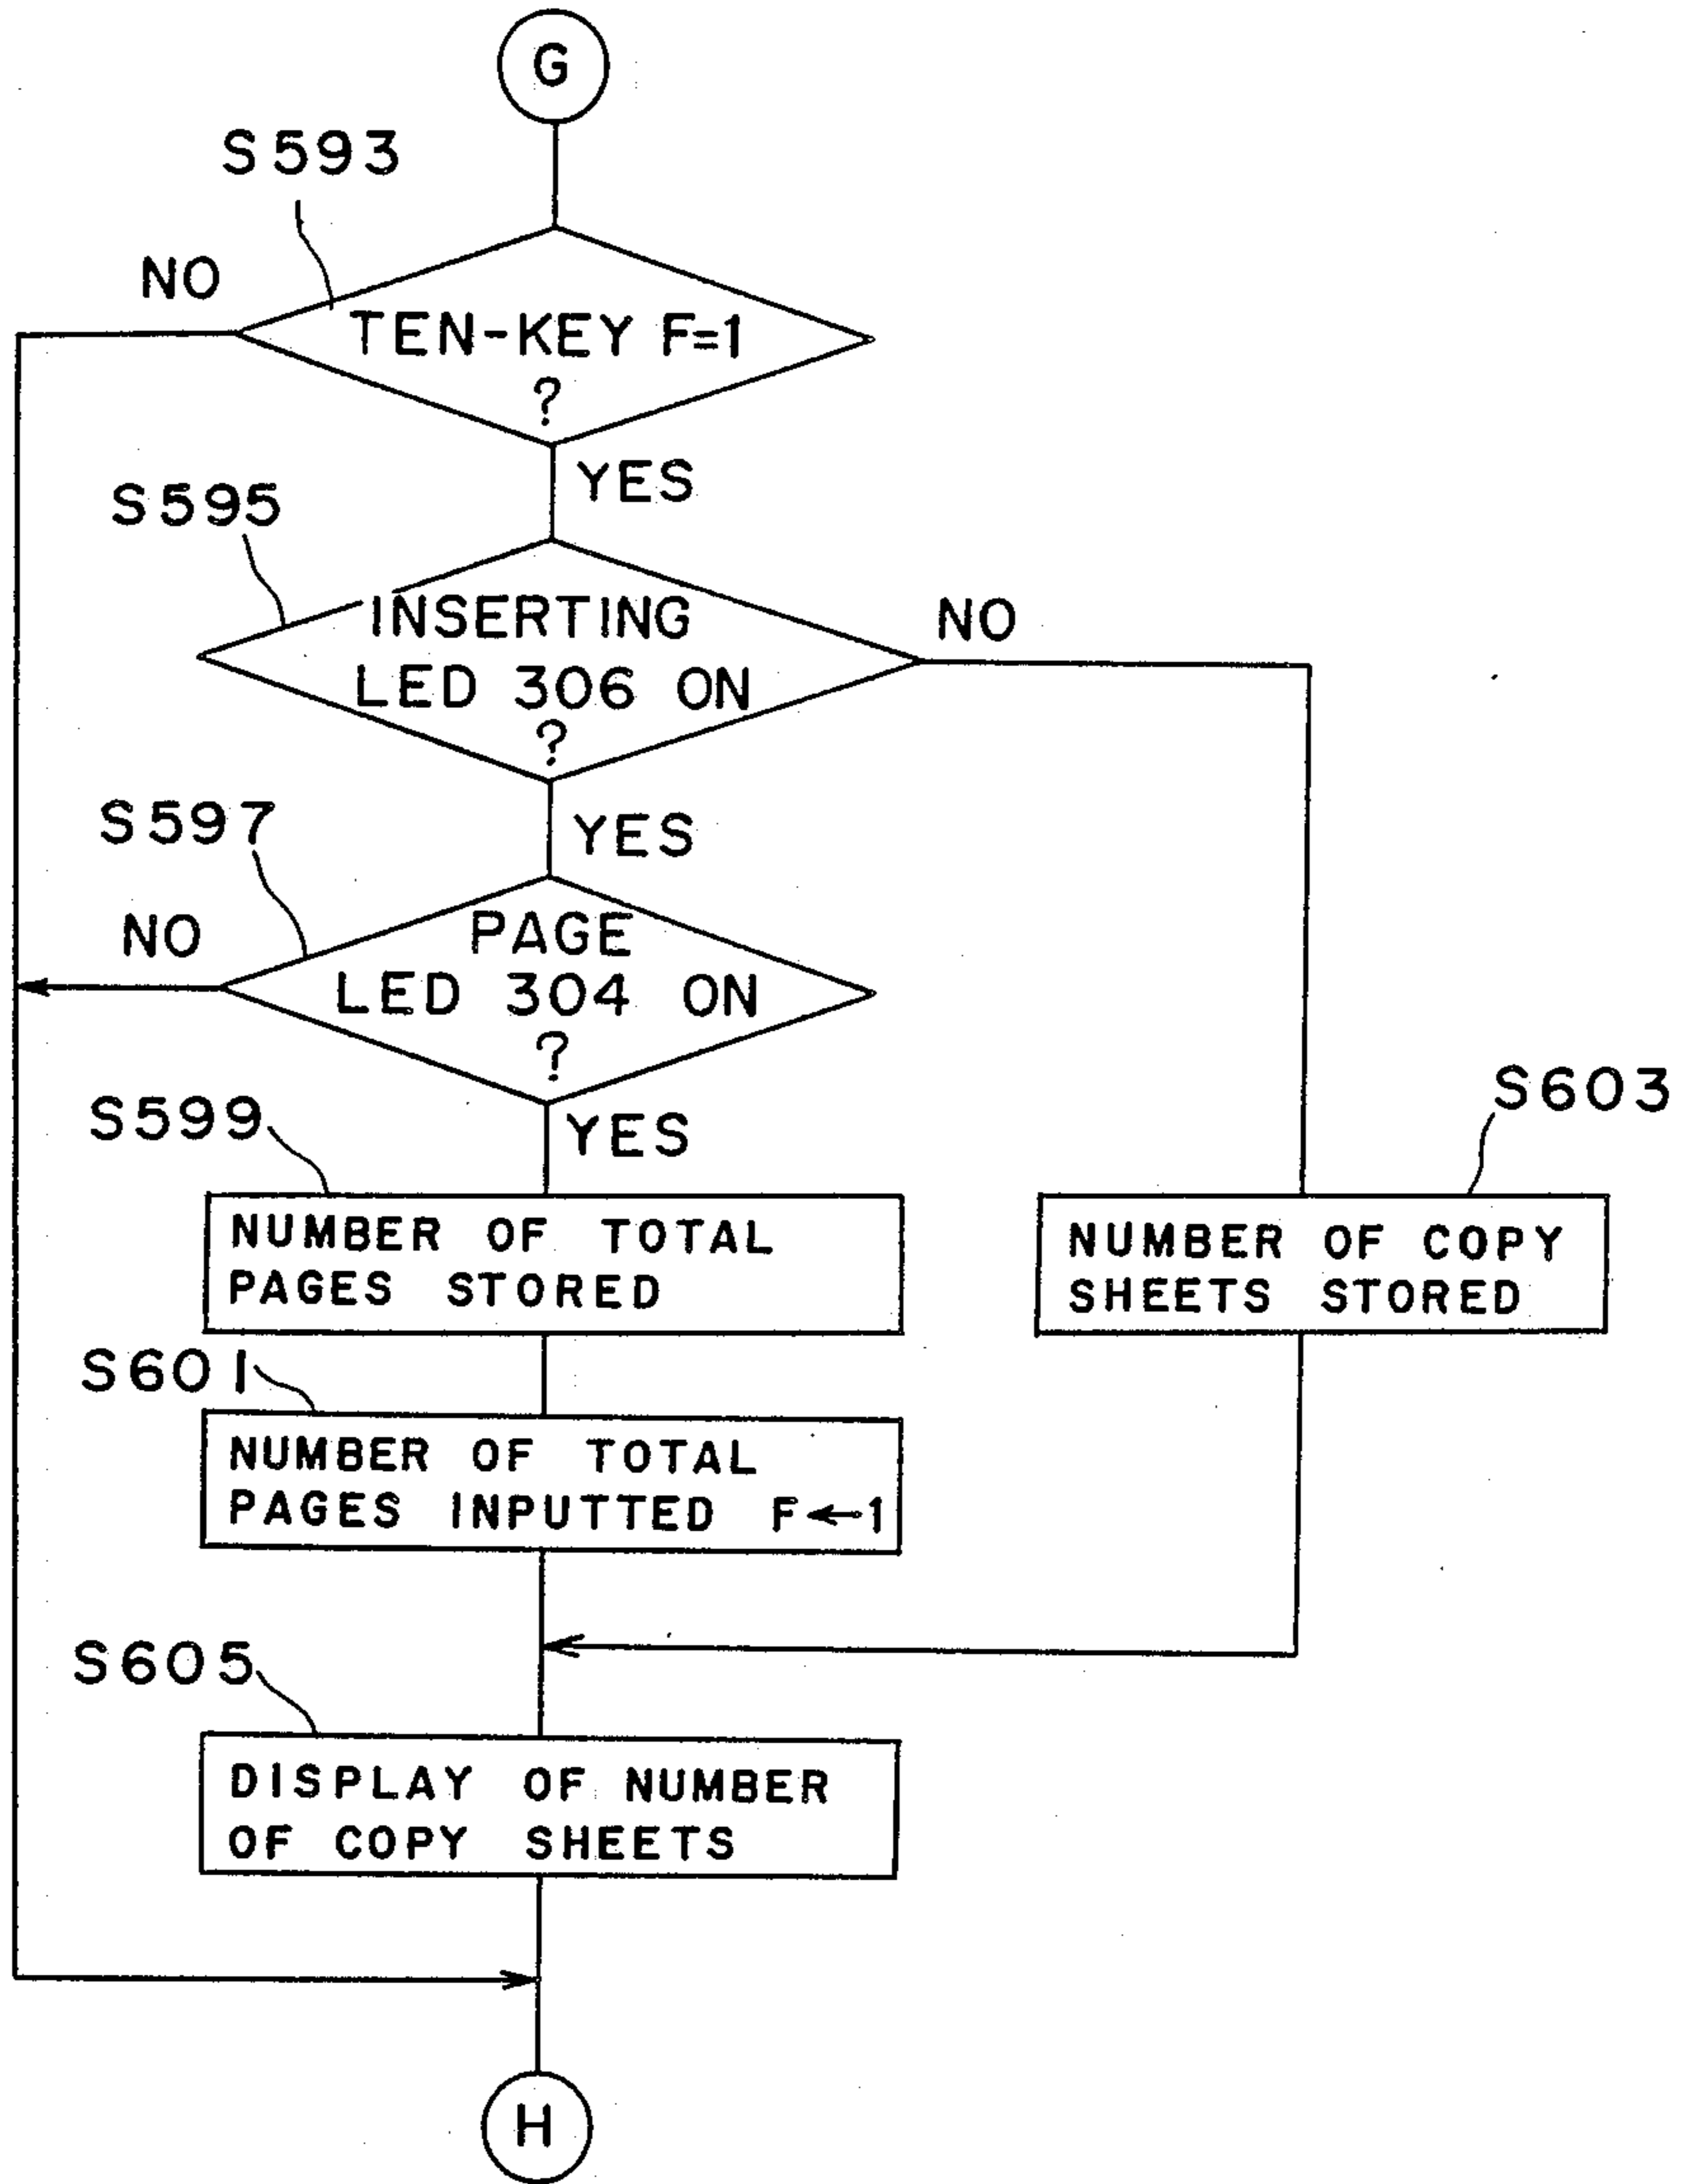 G
S593
NO
TEN-KEY F=1
?
YES
S595
INSERTING
LED 306 ON
?
NO
YES
S597
NO
PAGE
LED 304 ON
?
YES
S599
S603
NUMBER OF TOTAL
PAGES STORED
NUMBER OF COPY
SHEETS STORED
S601
NUMBER OF TOTAL
PAGES INPUTTED F←1
S605
DISPLAY OF NUMBER
OF COPY SHEETS
H